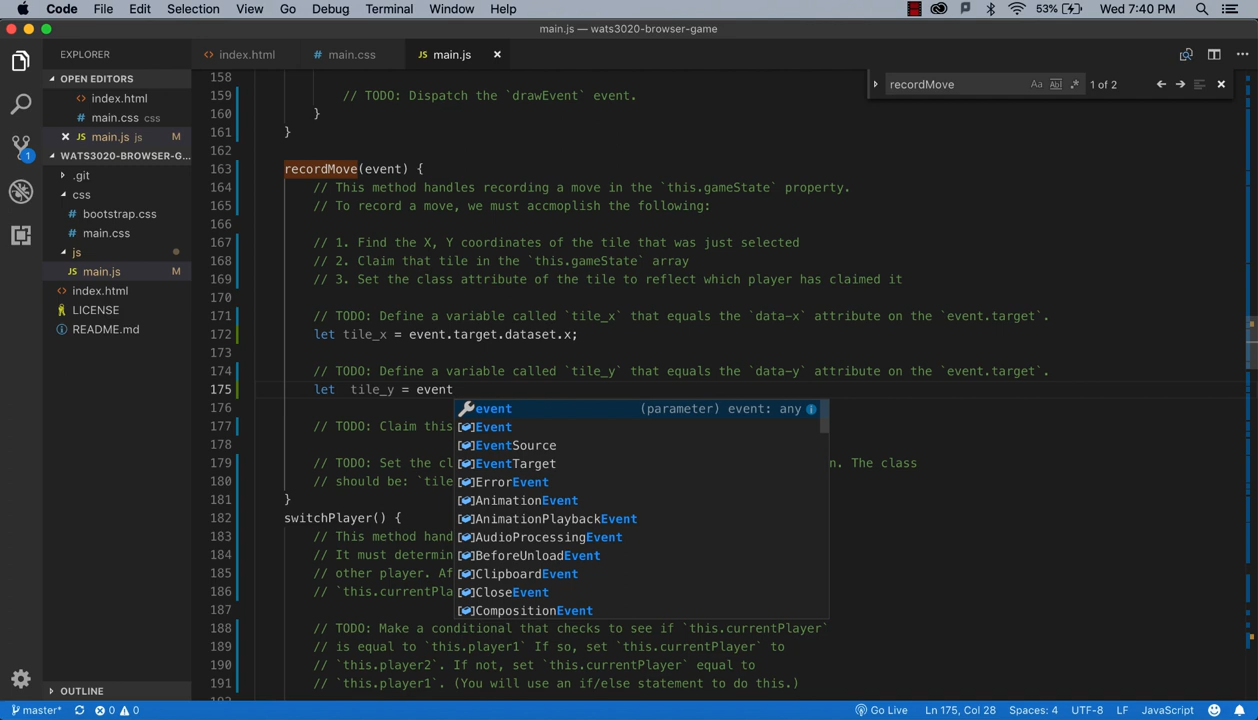 Code File Edit Selection View Go Debug Terminal Window Help 53% Wed 7:40 PM
main.js — wats3020-browser-game
EXPLORER
<> index.html
# main.css
JS main.js ×
OPEN EDITORS
<> index.html
# main.css css
× JS main.js js M
WATS3020-BROWSER-G...
.git
css
# bootstrap.css
# main.css
js
JS main.js M
<> index.html
LICENSE
README.md
OUTLINE
1
recordMove Aa Abl .* 1 of 2
158
159 // TODO: Dispatch the `drawEvent` event.
160 }
161 }
162
163 recordMove(event) {
164 // This method handles recording a move in the `this.gameState` property.
165 // To record a move, we must accmoplish the following:
166
167 // 1. Find the X, Y coordinates of the tile that was just selected
168 // 2. Claim that tile in the `this.gameState` array
169 // 3. Set the class attribute of the tile to reflect which player has claimed it
170
171 // TODO: Define a variable called `tile_x` that equals the `data-x` attribute on the `event.target`.
172 let tile_x = event.target.dataset.x;
173
174 // TODO: Define a variable called `tile_y` that equals the `data-y` attribute on the `event.target`.
175 let  tile_y = event
176
177 // TODO: Claim this
178
179 // TODO: Set the cl n. The class
180 // should be: `tile
181 }
182 switchPlayer() {
183 // This method hand
184 // It must determin
185 // other player. Af
186 // `this.currentPla
187
188 // TODO: Make a conditional that checks to see if `this.currentPlayer`
189 // is equal to `this.player1` If so, set `this.currentPlayer` to
190 // `this.player2`. If not, set `this.currentPlayer` equal to
191 // `this.player1`. (You will use an if/else statement to do this.)
event (parameter) event: any
Event
EventSource
EventTarget
ErrorEvent
AnimationEvent
AnimationPlaybackEvent
AudioProcessingEvent
BeforeUnloadEvent
ClipboardEvent
CloseEvent
CompositionEvent
master* 0 0 Go Live Ln 175, Col 28 Spaces: 4 UTF-8 LF JavaScript